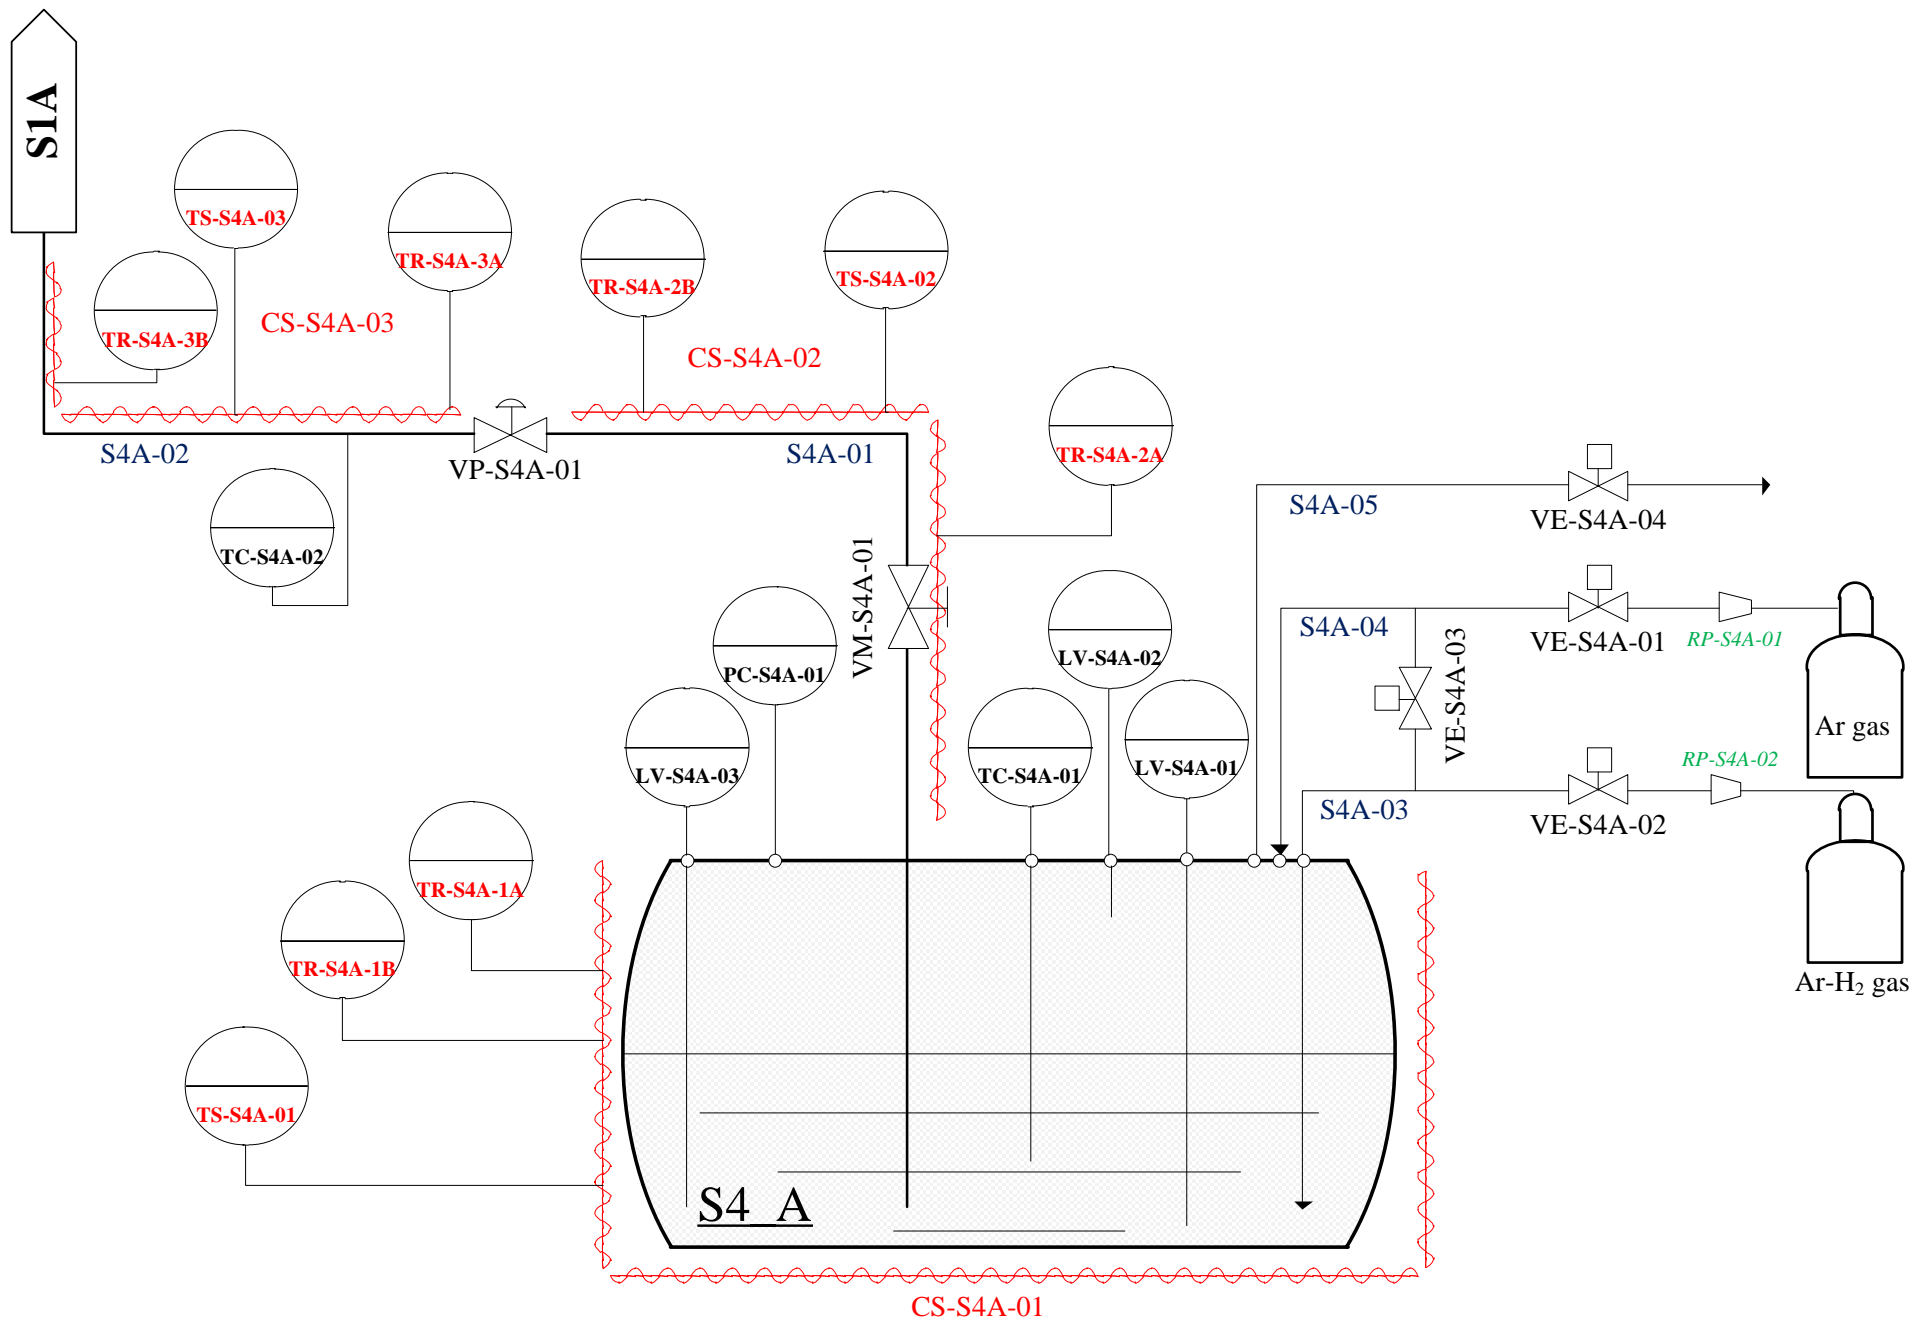 S1A
TS-S4A-03
TR-S4A-3A
TR-S4A-2B
TS-S4A-02
TR-S4A-3B
CS-S4A-03
CS-S4A-02
S4A-02
VP-S4A-01
S4A-01
TR-S4A-2A
TC-S4A-02
S4A-05
VE-S4A-04
VM-S4A-01
PC-S4A-01
LV-S4A-02
S4A-04
VE-S4A-03
VE-S4A-01
RP-S4A-01
LV-S4A-03
TC-S4A-01
LV-S4A-01
Ar gas
RP-S4A-02
S4A-03
VE-S4A-02
TR-S4A-1A
TR-S4A-1B
Ar-H₂ gas
TS-S4A-01
S4_A
CS-S4A-01